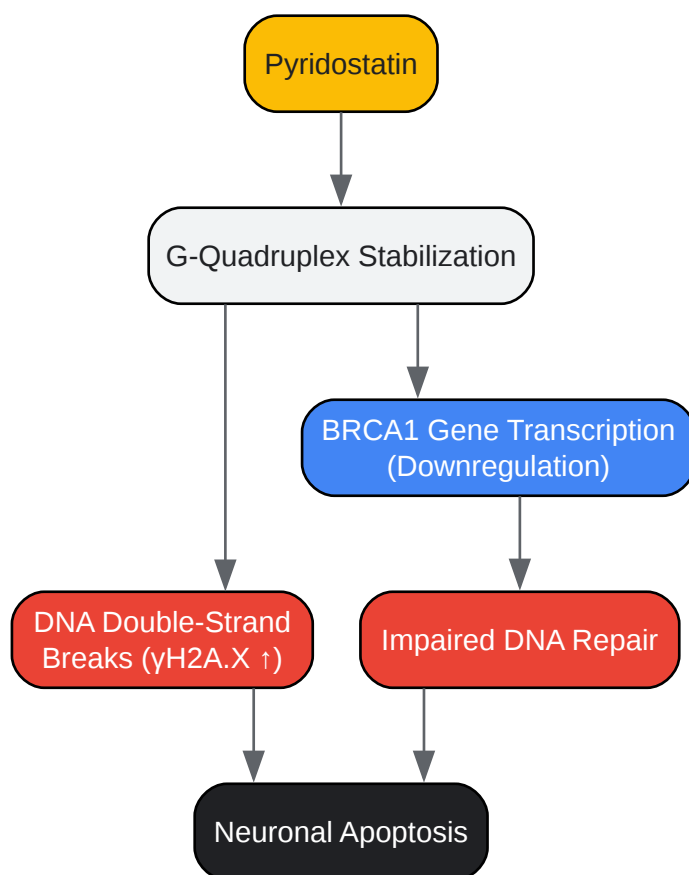 Pyridostatin
G-Quadruplex Stabilization
BRCA1 Gene Transcription
(Downregulation)
DNA Double-Strand
Breaks (γH2A.X ↑)
Impaired DNA Repair
Neuronal Apoptosis